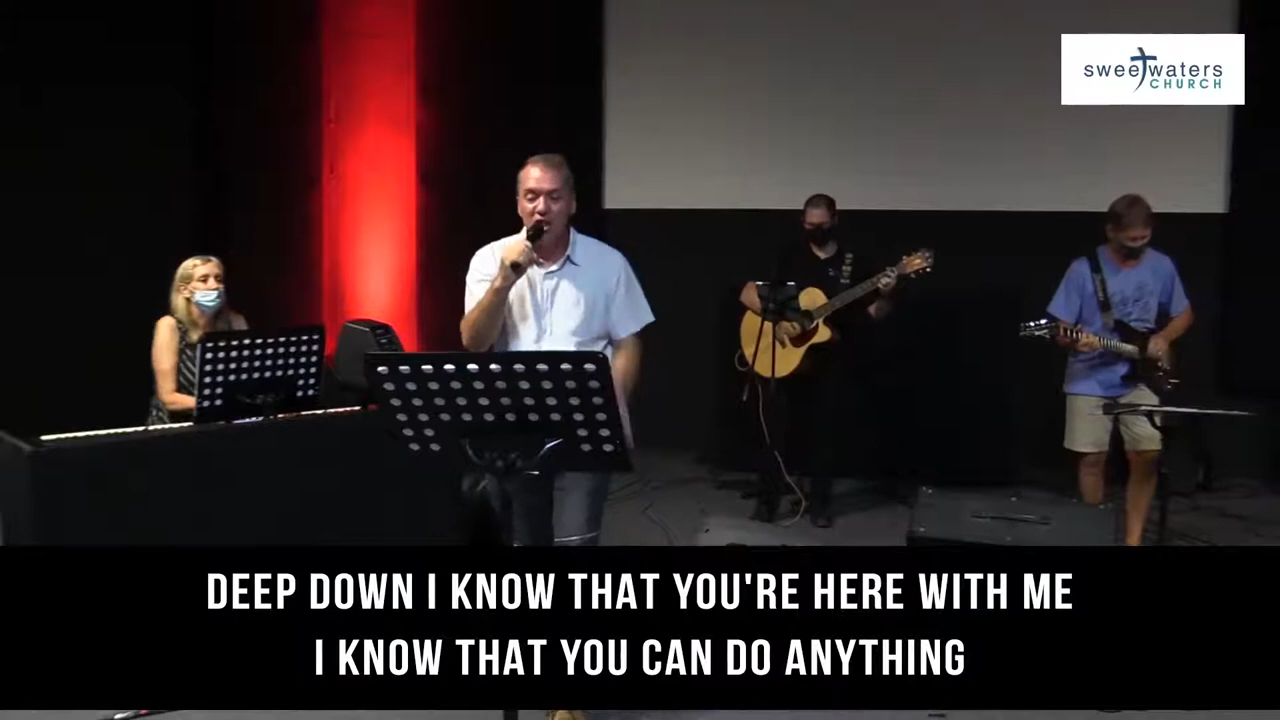 sweetwaters
CHURCH
DEEP DOWN I KNOW THAT YOU'RE HERE WITH ME
I KNOW THAT YOU CAN DO ANYTHING